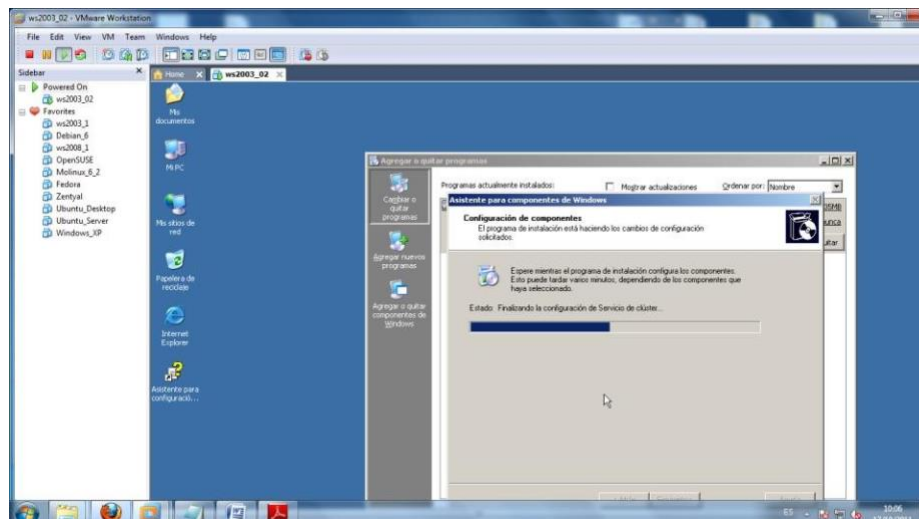 ws2003_02 - VMware Workstation
File Edit View VM Team Windows Help
Sidebar
Home
ws2003_02
Powered On
ws2003_02
Favorites
ws2003_1
Debian_6
ws2008_1
OpenSUSE
Molinux_6_2
Fedora
Zentyal
Ubuntu_Desktop
Ubuntu_Server
Windows_XP
Mis
documentos
Mi PC
Mis sitios de
red
Papelera de
reciclaje
Internet
Explorer
Asistente para
configuraci...
Agregar o quitar programas
Cambiar o
quitar
programas
Agregar nuevos
programas
Agregar o quitar
componentes de
Windows
Programas actualmente instalados:
Mostrar actualizaciones
Ordenar por: Nombre
Asistente para componentes de Windows
Configuración de componentes
El programa de instalación está haciendo los cambios de configuración
solicitados.
Espere mientras el programa de instalación configura los componentes.
Esto puede tardar varios minutos, dependiendo de los componentes que
haya seleccionado.
Estado: Finalizando la configuración de Servicio de clúster...
ES
10:06